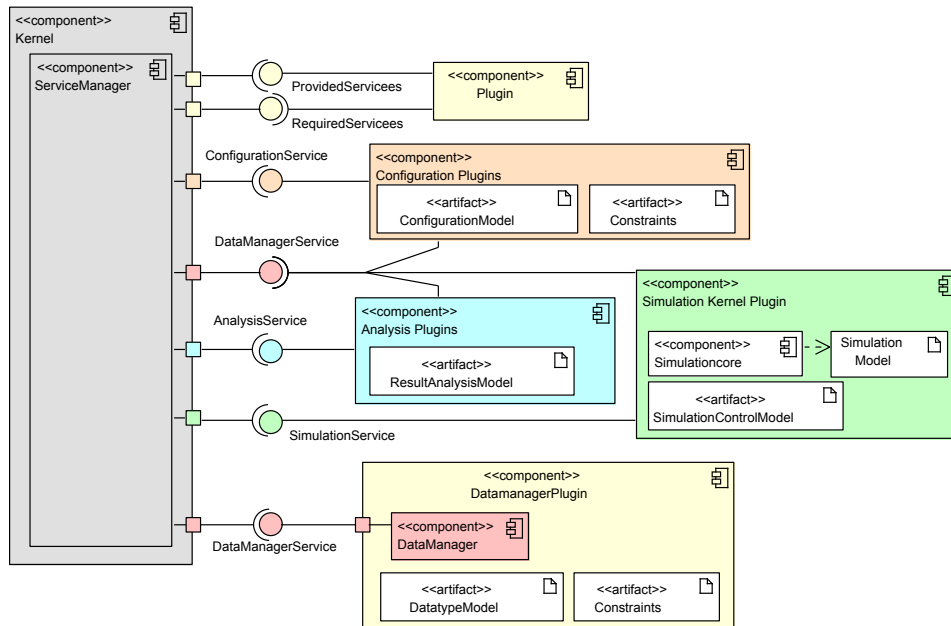 <<component>>
Kernel
<<component>>
ServiceManager
ProvidedServicees
RequiredServicees
<<component>>
Plugin
ConfigurationService
<<component>>
Configuration Plugins
<<artifact>>
ConfigurationModel
<<artifact>>
Constraints
DataManagerService
<<component>>
Simulation Kernel Plugin
<<component>>
Simulationcore
Simulation
Model
<<artifact>>
SimulationControlModel
AnalysisService
<<component>>
Analysis Plugins
<<artifact>>
ResultAnalysisModel
SimulationService
<<component>>
DatamanagerPlugin
<<component>>
DataManager
DataManagerService
<<artifact>>
DatatypeModel
<<artifact>>
Constraints